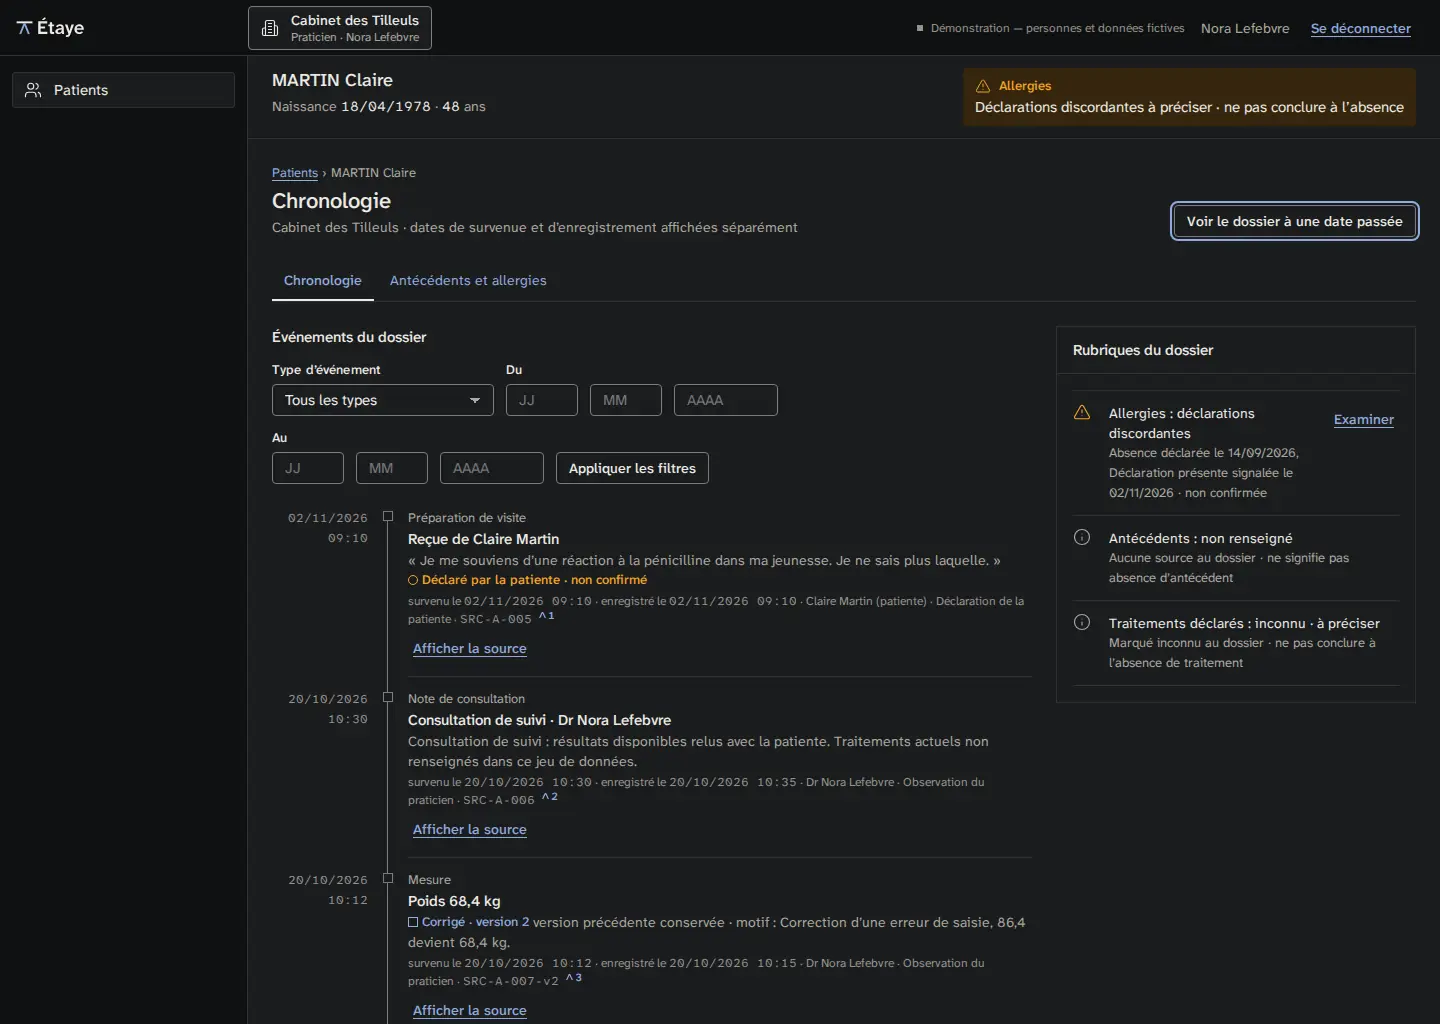 Étaye
Cabinet des Tilleuls
Praticien · Nora Lefebvre
Démonstration — personnes et données fictives
Nora Lefebvre
Se déconnecter
Patients
MARTIN Claire
Naissance 18/04/1978 · 48 ans
Allergies
Déclarations discordantes à préciser · ne pas conclure à l’absence
Patients › MARTIN Claire
Chronologie
Cabinet des Tilleuls · dates de survenue et d’enregistrement affichées séparément
Voir le dossier à une date passée
Chronologie
Antécédents et allergies
Événements du dossier
Type d’événement
Du
Tous les types
JJ
MM
AAAA
Au
JJ
MM
AAAA
Appliquer les filtres
02/11/2026
09:10
Préparation de visite
Reçue de Claire Martin
« Je me souviens d’une réaction à la pénicilline dans ma jeunesse. Je ne sais plus laquelle. »
Déclaré par la patiente · non confirmé
survenu le 02/11/2026 09:10 · enregistré le 02/11/2026 09:10 · Claire Martin (patiente) · Déclaration de la
patiente · SRC-A-005 ^1
Afficher la source
20/10/2026
10:30
Note de consultation
Consultation de suivi · Dr Nora Lefebvre
Consultation de suivi : résultats disponibles relus avec la patiente. Traitements actuels non
renseignés dans ce jeu de données.
survenu le 20/10/2026 10:30 · enregistré le 20/10/2026 10:35 · Dr Nora Lefebvre · Observation du
praticien · SRC-A-006 ^2
Afficher la source
20/10/2026
10:12
Mesure
Poids 68,4 kg
Corrigé · version 2 version précédente conservée · motif : Correction d’une erreur de saisie, 86,4
devient 68,4 kg.
survenu le 20/10/2026 10:12 · enregistré le 20/10/2026 10:15 · Dr Nora Lefebvre · Observation du
praticien · SRC-A-007-v2 ^3
Afficher la source
Rubriques du dossier
Allergies : déclarations
discordantes
Examiner
Absence déclarée le 14/09/2026,
Déclaration présente signalée le
02/11/2026 · non confirmée
Antécédents : non renseigné
Aucune source au dossier · ne signifie pas
absence d’antécédent
Traitements déclarés : inconnu · à préciser
Marqué inconnu au dossier · ne pas conclure à
l’absence de traitement